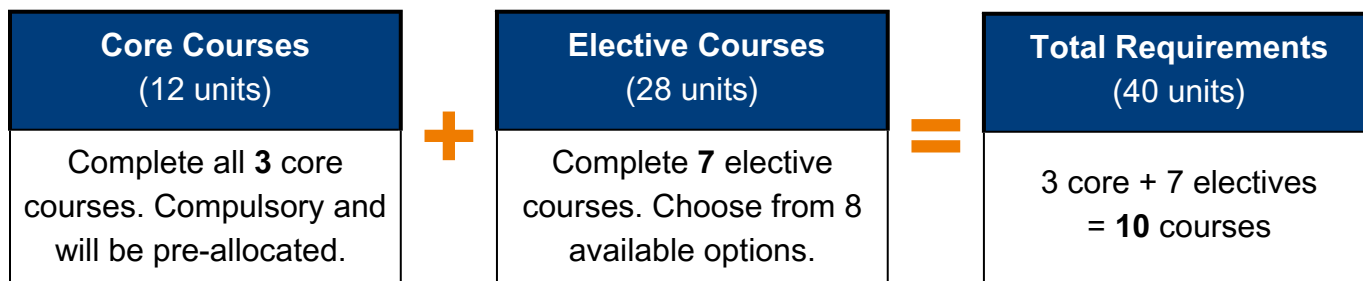 Core Courses
(12 units)
Complete all 3 core
courses. Compulsory and
will be pre-allocated.
+
Elective Courses
(28 units)
Complete 7 elective
courses. Choose from 8
available options.
=
Total Requirements
(40 units)
3 core + 7 electives
= 10 courses